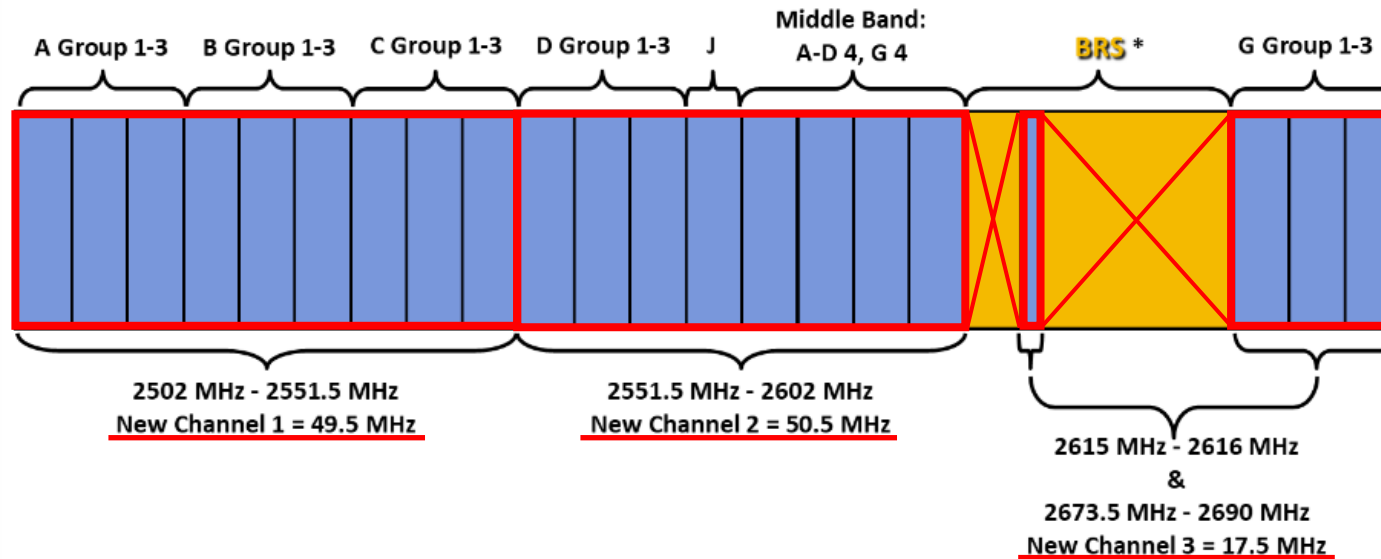 A Group 1-3
B Group 1-3
C Group 1-3
D Group 1-3
J
Middle Band:
A-D 4, G 4
BRS *
G Group 1-3
2502 MHz - 2551.5 MHz
New Channel 1 = 49.5 MHz
2551.5 MHz - 2602 MHz
New Channel 2 = 50.5 MHz
2615 MHz - 2616 MHz
&
2673.5 MHz - 2690 MHz
New Channel 3 = 17.5 MHz